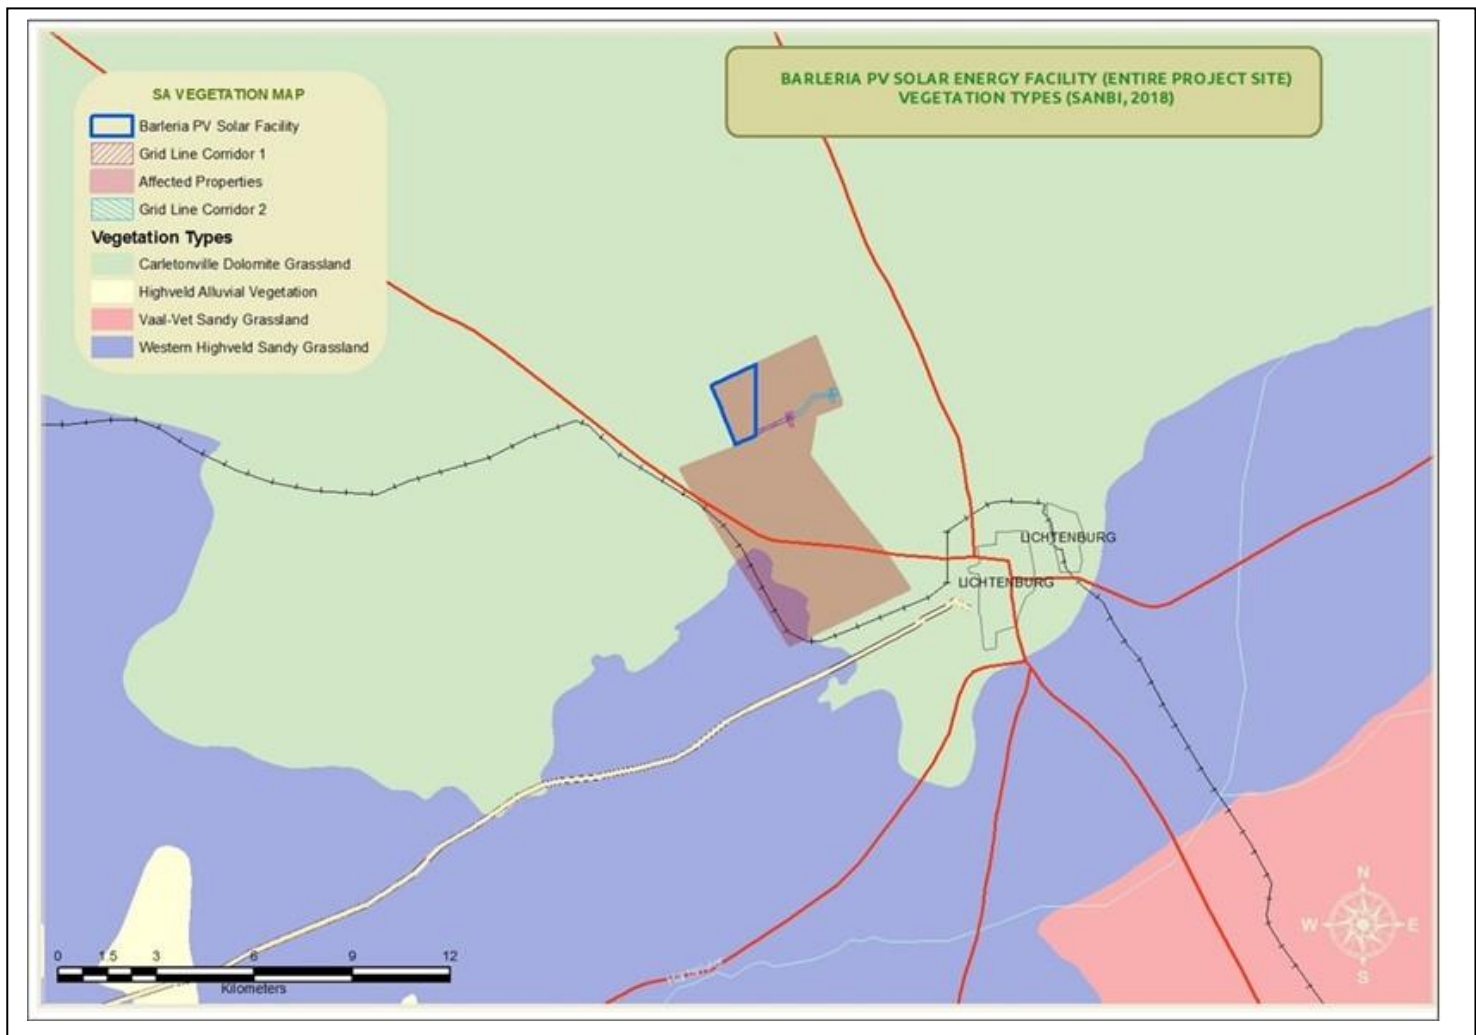 BARLERIA PV SOLAR ENERGY FACILITY (ENTIRE PROJECT SITE)
VEGETATION TYPES (SANBI, 2018)
SA VEGETATION MAP
Barleria PV Solar Facility
Grid Line Corridor 1
Affected Properties
Grid Line Corridor 2
Vegetation Types
Carletonville Dolomite Grassland
Highveld Alluvial Vegetation
Vaal-Vet Sandy Grassland
Western Highveld Sandy Grassland
LICHTENBURG
LICHTENBURG
N
W E
S
0 1.5 3 6 9 12
Kilometers